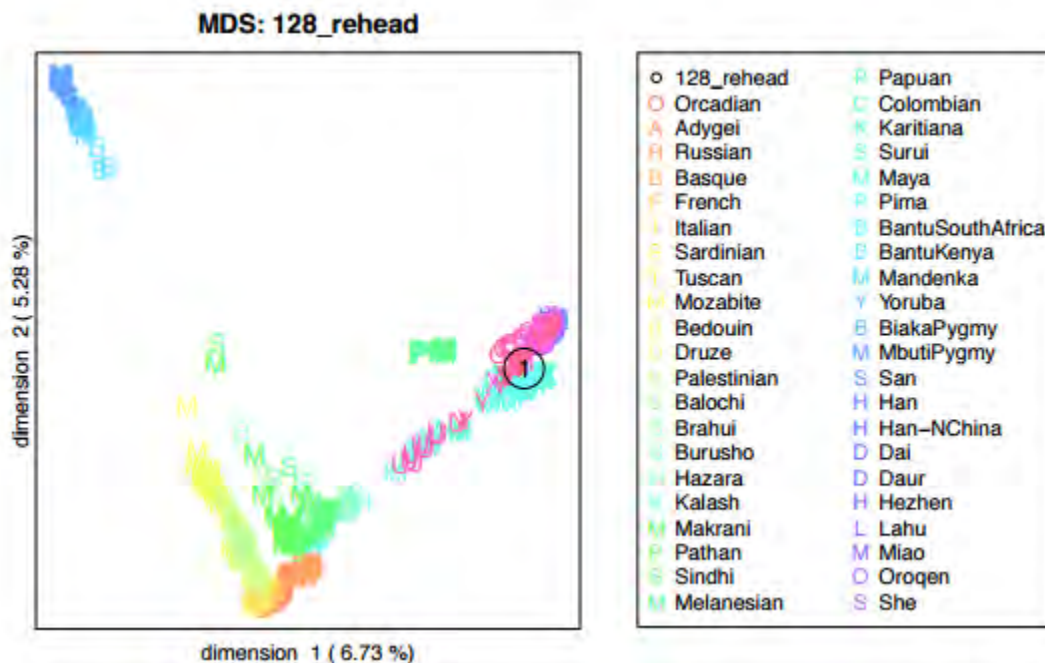 MDS: 128_rehead
dimension 2 ( 5.28 %)
dimension 1 ( 6.73 %)
1
128_rehead
O Orcadian
A Adygei
R Russian
B Basque
F French
Italian
S Sardinian
T Tuscan
M Mozabite
B Bedouin
D Druze
P Palestinian
B Balochi
B Brahui
B Burusho
H Hazara
K Kalash
M Makrani
P Pathan
S Sindhi
M Melanesian
P Papuan
C Colombian
K Karitiana
S Surui
M Maya
P Pima
B BantuSouthAfrica
B BantuKenya
M Mandenka
Y Yoruba
B BiakaPygmy
M MbutiPygmy
S San
H Han
H Han-NChina
D Dai
D Daur
H Hezhen
L Lahu
M Miao
O Oroqen
S She